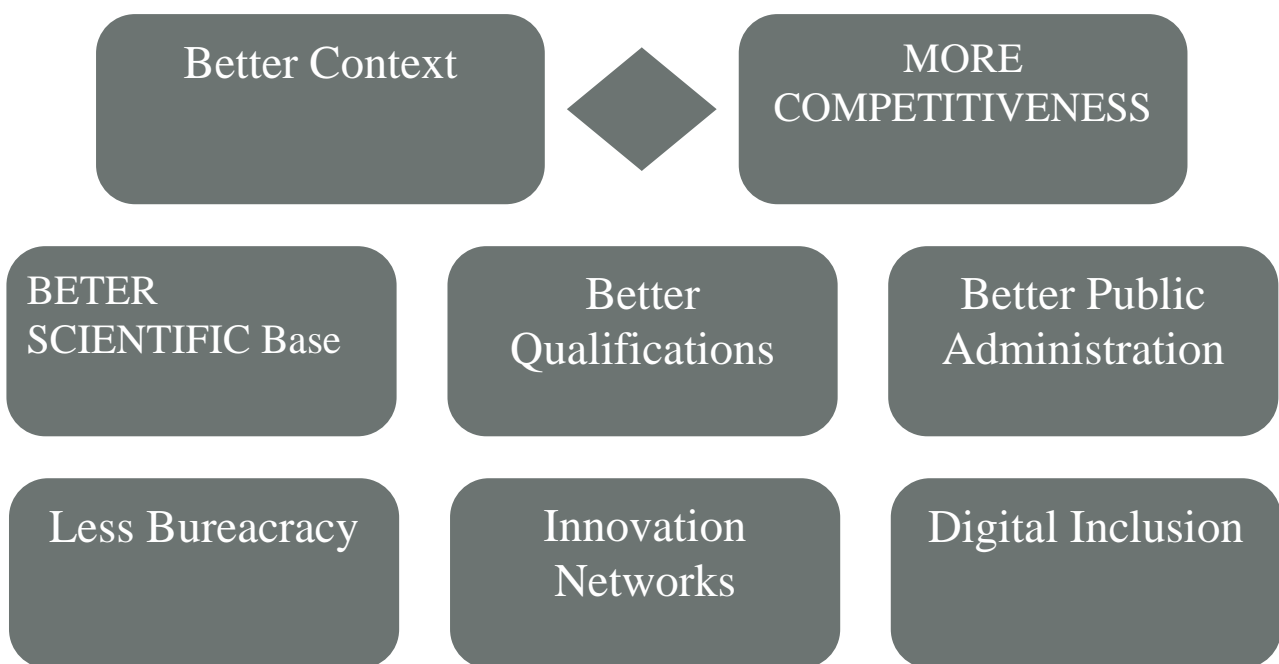 Better Context
MORE
COMPETITIVENESS
BETER
SCIENTIFIC Base
Better
Qualifications
Better Public
Administration
Less Bureacracy
Innovation
Networks
Digital Inclusion